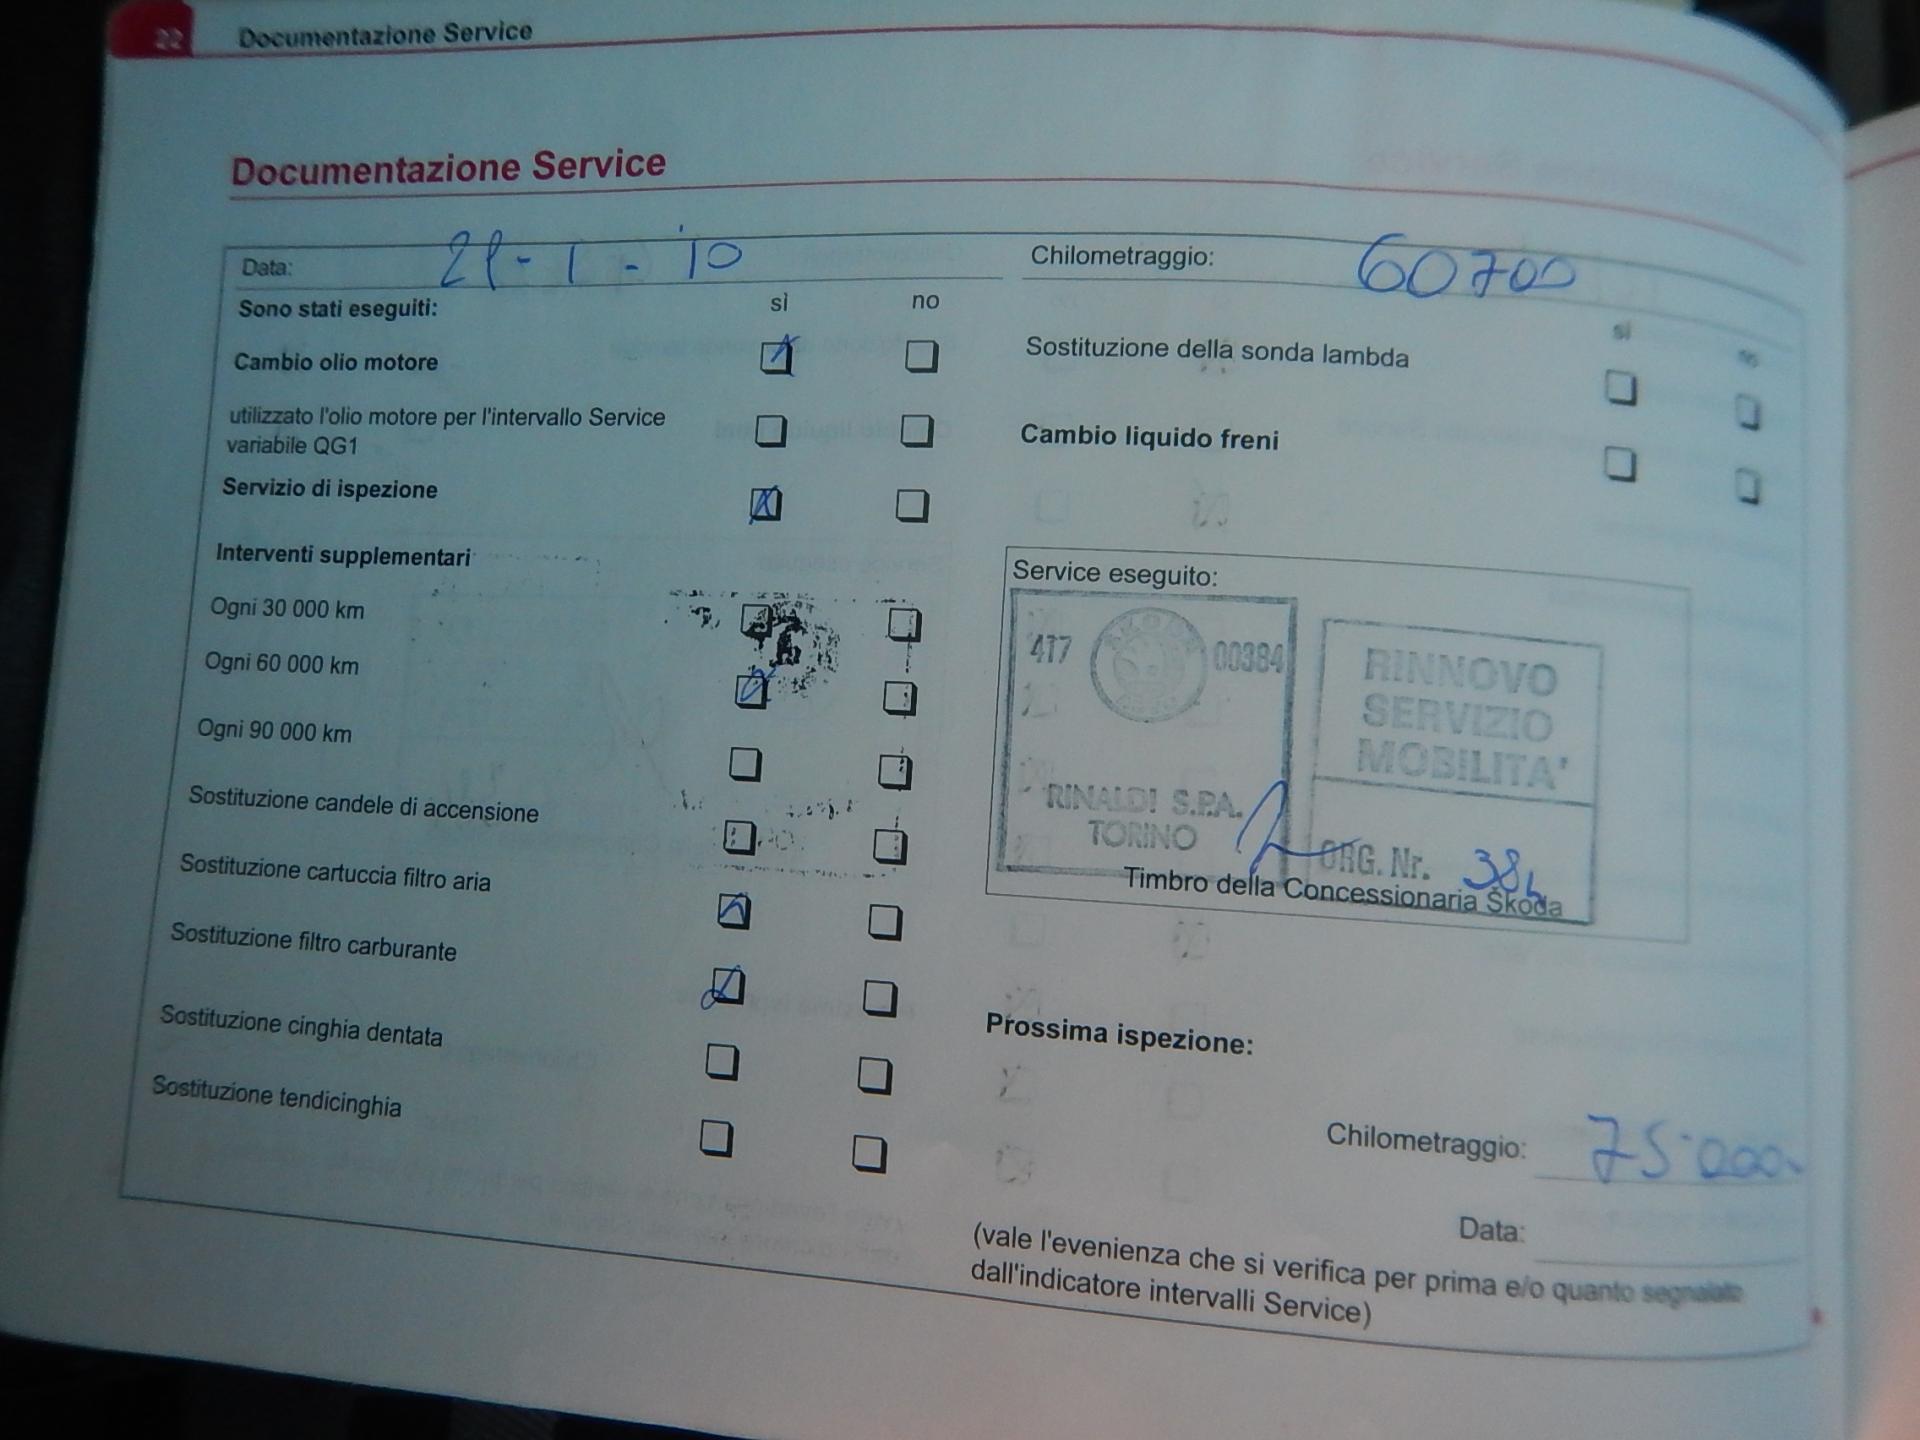 22 Documentazione Service
Documentazione Service
Data: - 1 - 10
Chilometraggio: 60700
Sono stati eseguiti: sì no
Cambio olio motore
utilizzato l'olio motore per l'intervallo Service
variabile QG1
Servizio di ispezione
Interventi supplementari
Ogni 30 000 km
Ogni 60 000 km
Ogni 90 000 km
Sostituzione candele di accensione
Sostituzione cartuccia filtro aria
Sostituzione filtro carburante
Sostituzione cinghia dentata
Sostituzione tendicinghia
sì no
Sostituzione della sonda lambda
Cambio liquido freni
Service eseguito:
417 00384
RINALDI S.P.A.
TORINO
RINNOVO
SERVIZIO
MOBILITA'
ORG. Nr.
Timbro della Concessionaria Škoda
Prossima ispezione:
Chilometraggio: 75.000
Data:
(vale l'evenienza che si verifica per prima e/o quanto segnalato
dall'indicatore intervalli Service)